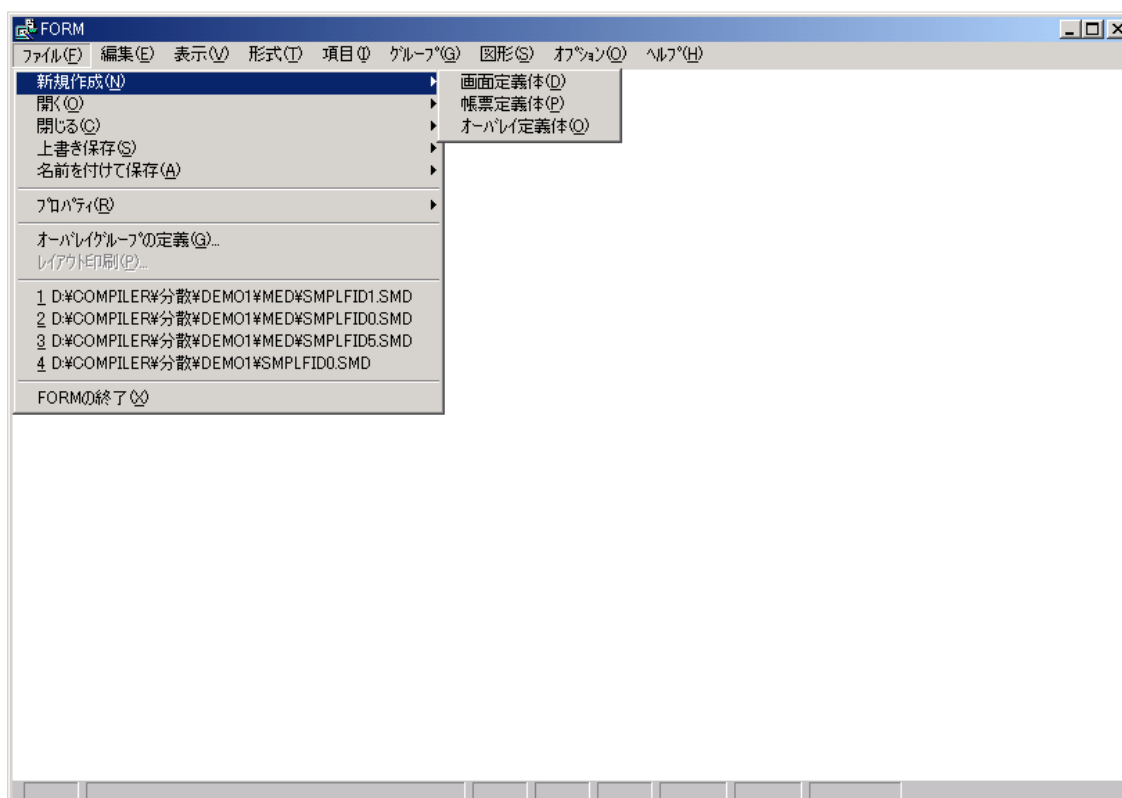 FORM
ﾌｧｲﾙ(F) 編集(E) 表示(V) 形式(T) 項目(I) ｸﾞﾙｰﾌﾟ(G) 図形(S) ｵﾌﾟｼｮﾝ(O) ﾍﾙﾌﾟ(H)
新規作成(N)
開く(O)
閉じる(C)
上書き保存(S)
名前を付けて保存(A)
ﾌﾟﾛﾊﾟﾃｨ(R)
ｵｰﾊﾞﾚｲｸﾞﾙｰﾌﾟの定義(G)...
ﾚｲｱｳﾄ印刷(P)...
1 D:¥COMPILER¥分散¥DEMO1¥MED¥SMPLFID1.SMD
2 D:¥COMPILER¥分散¥DEMO1¥MED¥SMPLFID0.SMD
3 D:¥COMPILER¥分散¥DEMO1¥MED¥SMPLFID5.SMD
4 D:¥COMPILER¥分散¥DEMO1¥SMPLFID0.SMD
FORMの終了(X)
画面定義体(D)
帳票定義体(P)
ｵｰﾊﾞﾚｲ定義体(O)